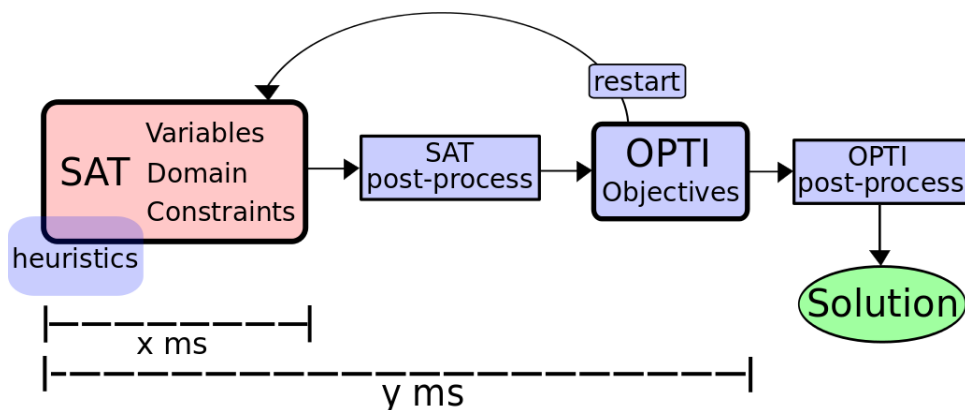 restart
SAT
Variables
Domain
Constraints
heuristics
SAT
post-process
OPTI
Objectives
OPTI
post-process
Solution
x ms
y ms